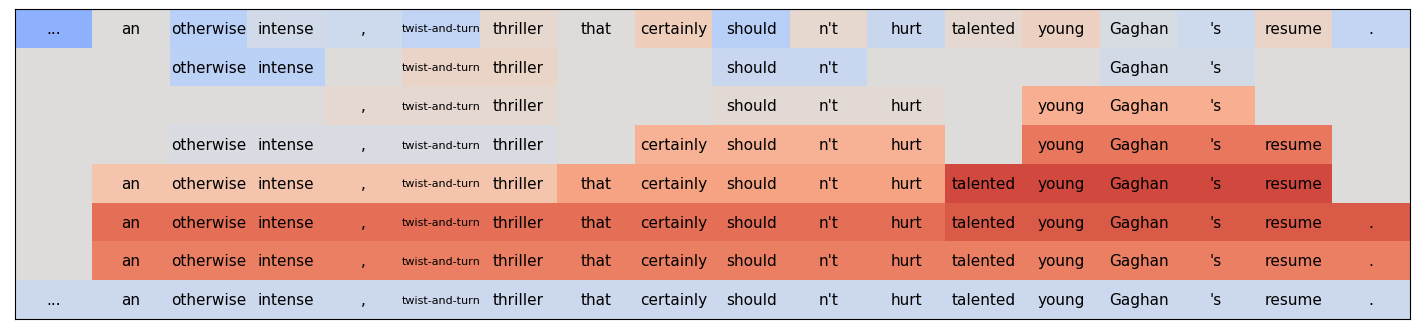 ... an otherwise intense , twist-and-turn thriller that certainly should n't hurt talented young Gaghan 's resume .
otherwise intense twist-and-turn thriller should n't Gaghan 's
, twist-and-turn thriller should n't hurt young Gaghan 's
otherwise intense , twist-and-turn thriller certainly should n't hurt young Gaghan 's resume
an otherwise intense , twist-and-turn thriller that certainly should n't hurt talented young Gaghan 's resume
an otherwise intense , twist-and-turn thriller that certainly should n't hurt talented young Gaghan 's resume .
an otherwise intense , twist-and-turn thriller that certainly should n't hurt talented young Gaghan 's resume .
... an otherwise intense , twist-and-turn thriller that certainly should n't hurt talented young Gaghan 's resume .